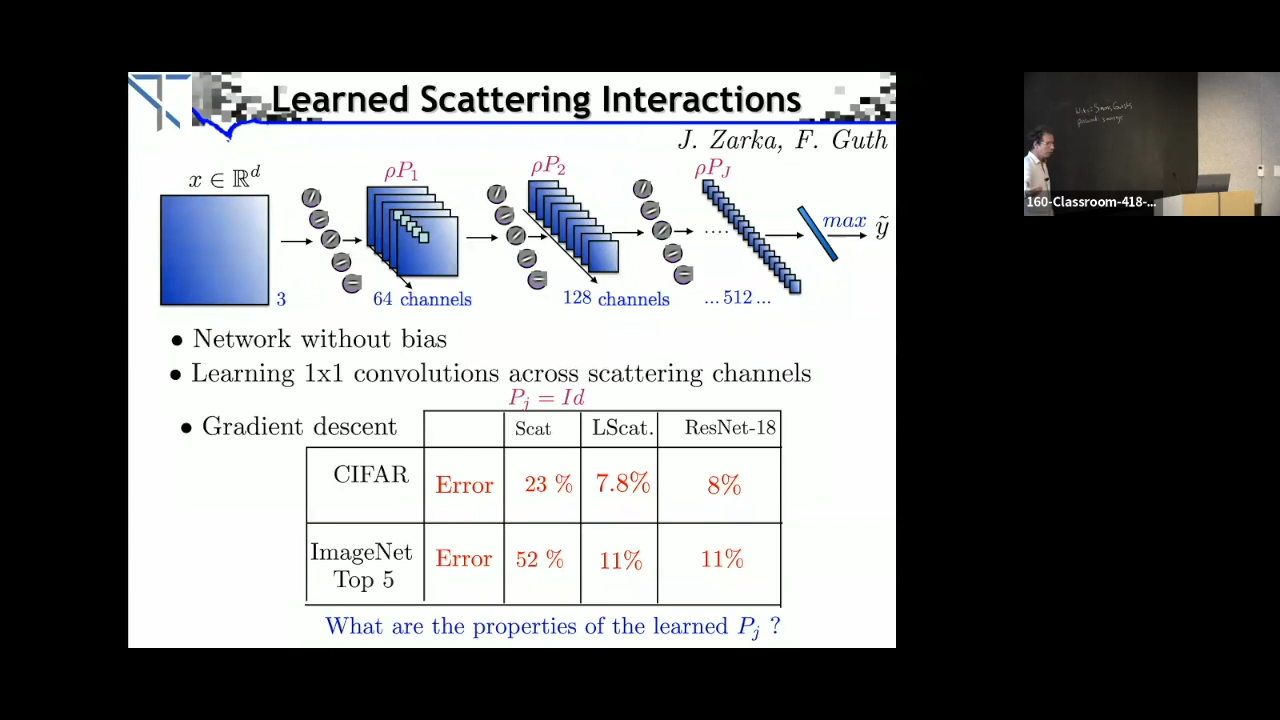 Learned Scattering Interactions
J. Zarka, F. Guth
x ∈ ℝ^d
ρP_1
ρP_2
ρP_J
....
max ỹ
3
64 channels
128 channels
...512...
• Network without bias
• Learning 1x1 convolutions across scattering channels
P_j = Id
• Gradient descent
Scat LScat. ResNet-18
CIFAR Error 23 % 7.8% 8%
ImageNet Top 5 Error 52 % 11% 11%
What are the properties of the learned P_j ?
160-Classroom-418-...